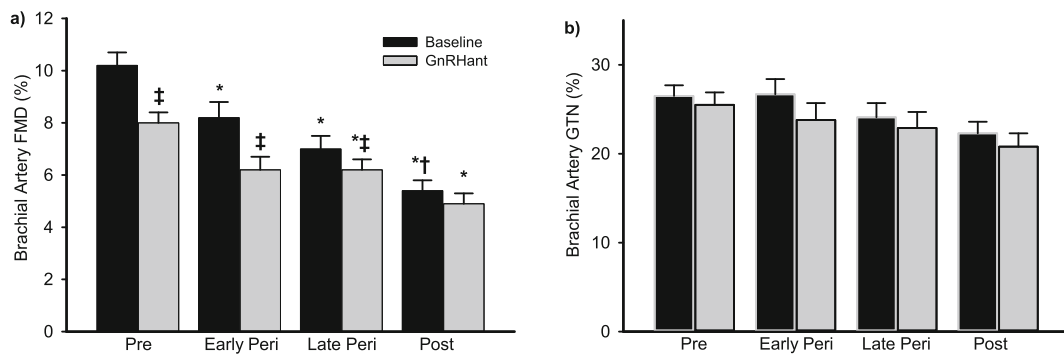 a)
Brachial Artery FMD (%)
12
10
8
6
4
2
0
Baseline
GnRHant
‡
*
‡
*
*‡
*†
*
Pre Early Peri Late Peri Post
b)
Brachial Artery GTN (%)
30
20
10
0
Pre Early Peri Late Peri Post